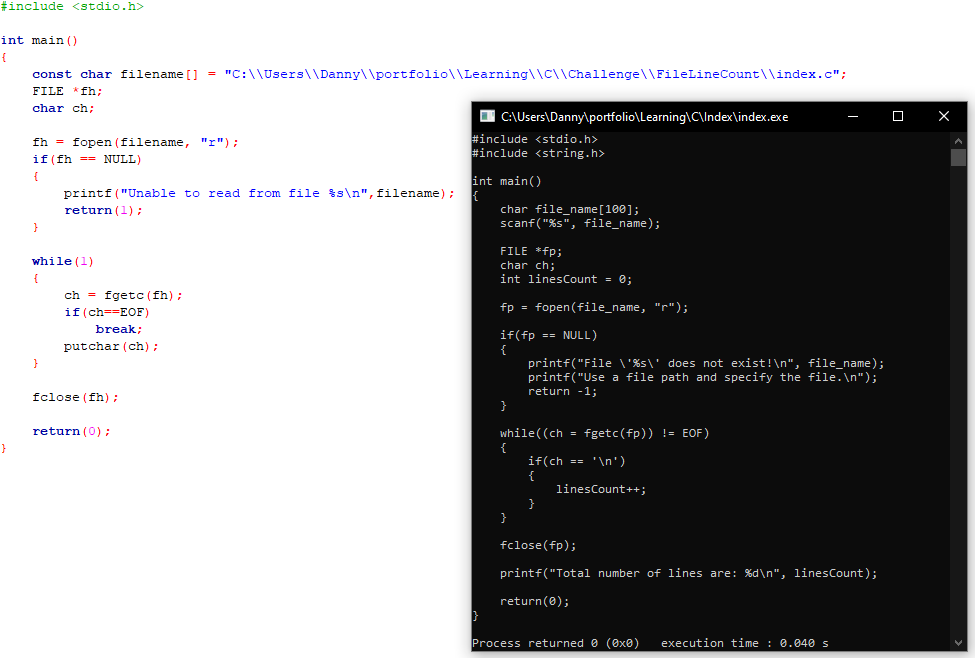 #include <stdio.h>
int main()
{
    const char filename[] = "C:\\Users\\Danny\\portfolio\\Learning\\C\\Challenge\\FileLineCount\\index.c";
    FILE *fh;
    char ch;
    fh = fopen(filename, "r");
    if(fh == NULL)
    {
        printf("Unable to read from file %s\n",filename);
        return(1);
    }
    while(1)
    {
        ch = fgetc(fh);
        if(ch==EOF)
            break;
        putchar(ch);
    }
    fclose(fh);
    return(0);
}
C:\Users\Danny\portfolio\Learning\C\Index\index.exe
#include <stdio.h>
#include <string.h>
int main()
{
    char file_name[100];
    scanf("%s", file_name);
    FILE *fp;
    char ch;
    int linesCount = 0;
    fp = fopen(file_name, "r");
    if(fp == NULL)
    {
        printf("File \'%s\' does not exist!\n", file_name);
        printf("Use a file path and specify the file.\n");
        return -1;
    }
    while((ch = fgetc(fp)) != EOF)
    {
        if(ch == '\n')
        {
            linesCount++;
        }
    }
    fclose(fp);
    printf("Total number of lines are: %d\n", linesCount);
    return(0);
}
Process returned 0 (0x0)   execution time : 0.040 s